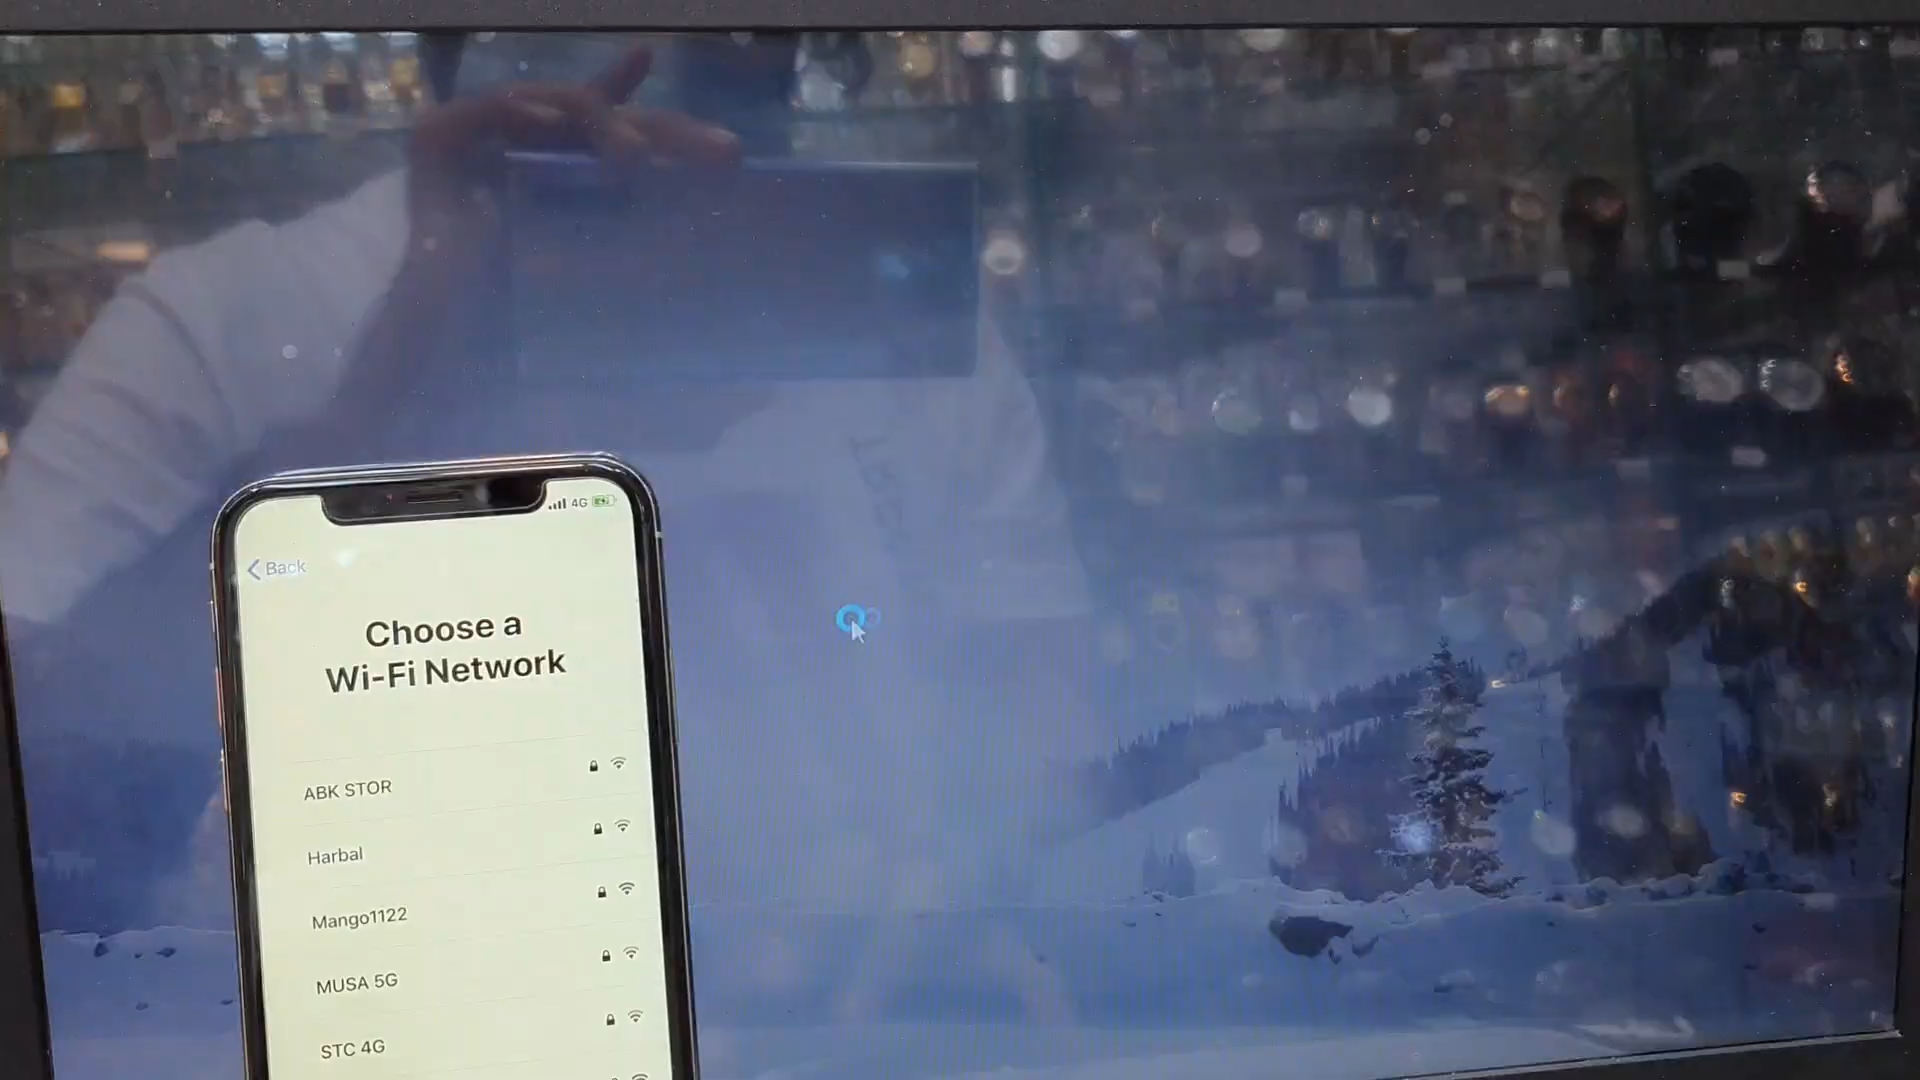 4G
Back
Choose a
Wi-Fi Network
ABK STOR
Harbal
Mango1122
MUSA 5G
STC 4G